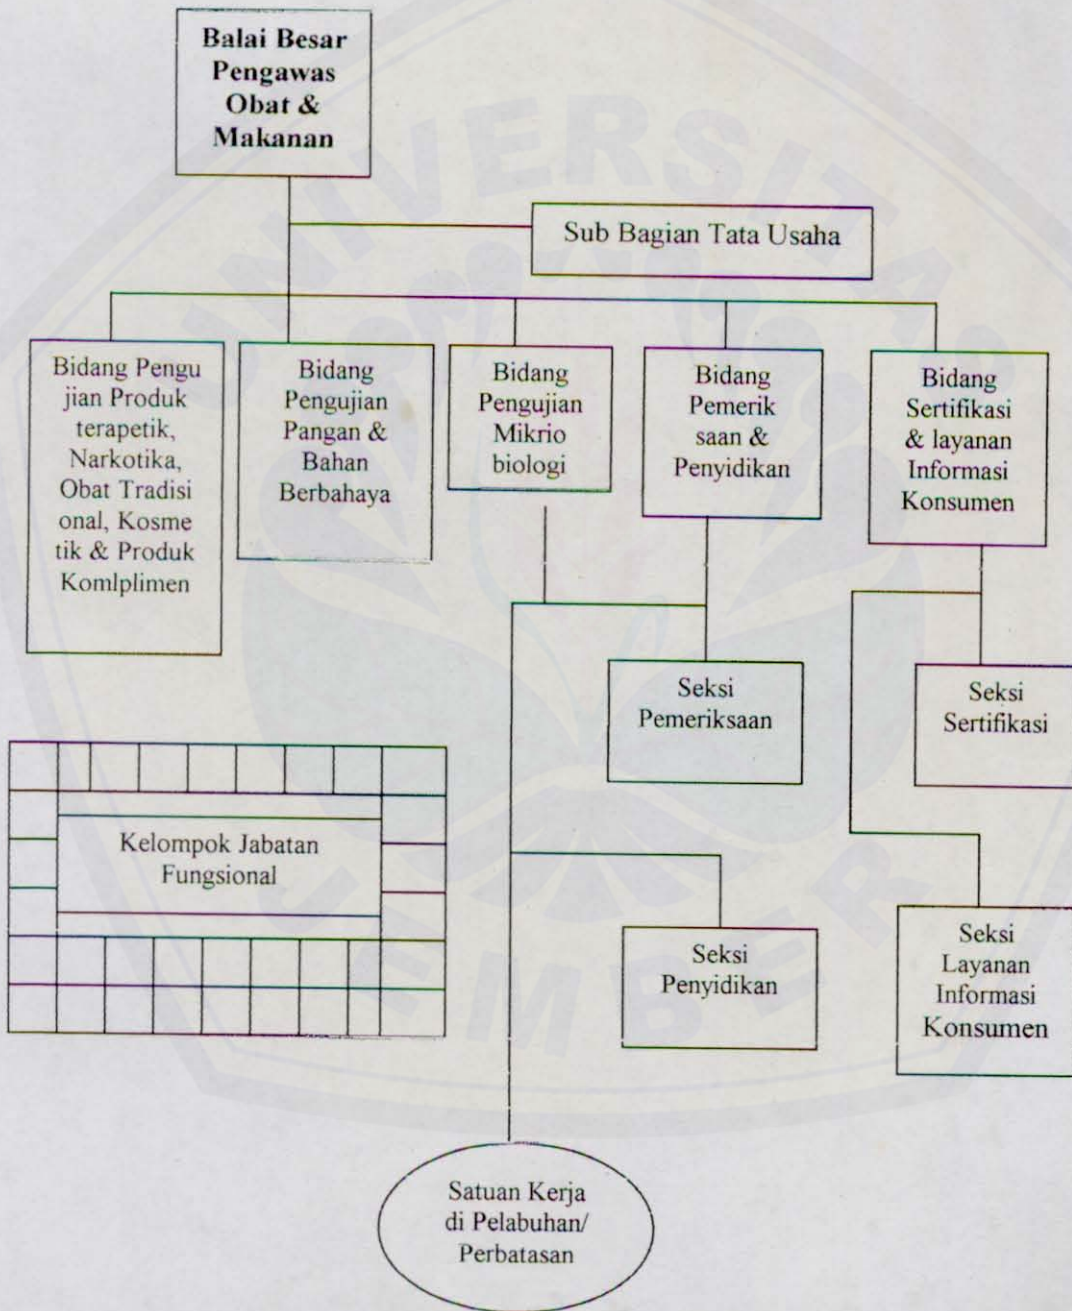 Balai Besar
Pengawas
Obat &
Makanan
Sub Bagian Tata Usaha
Bidang Pengu
jian Produk
terapetik,
Narkotika,
Obat Tradisi
onal, Kosme
tik & Produk
Komlplimen
Bidang
Pengujian
Pangan &
Bahan
Berbahaya
Bidang
Pengujian
Mikrio
biologi
Bidang
Pemerik
saan &
Penyidikan
Bidang
Sertifikasi
& layanan
Informasi
Konsumen
Seksi
Pemeriksaan
Seksi
Sertifikasi
Kelompok Jabatan
Fungsional
Seksi
Penyidikan
Seksi
Layanan
Informasi
Konsumen
Satuan Kerja
di Pelabuhan/
Perbatasan
UNIVERSITAS
JEMBER